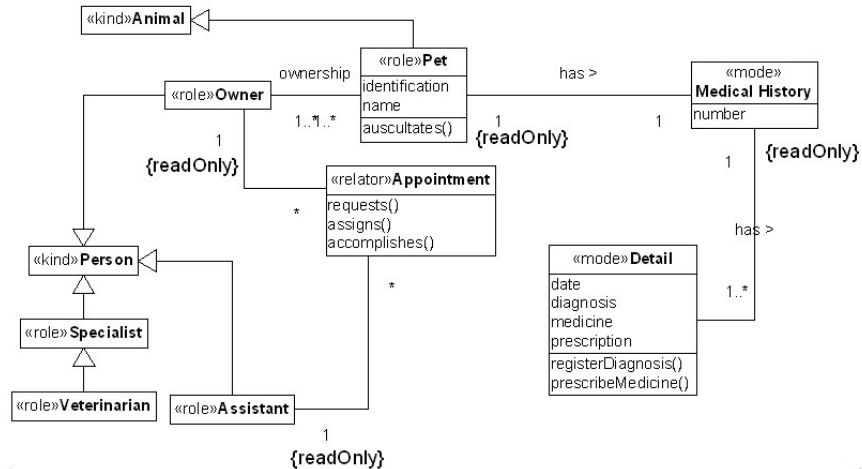 «kind»Animal
«role»Pet
identification
name
auscultates()
ownership
has >
«mode»
Medical History
number
«role»Owner
1..*1..*
1
{readOnly}
1
1
{readOnly}
1
{readOnly}
«relator»Appointment
requests()
assigns()
accomplishes()
*
has >
«kind»Person
«mode»Detail
date
diagnosis
medicine
prescription
registerDiagnosis()
prescribeMedicine()
*
1..*
«role»Specialist
«role»Veterinarian
«role»Assistant
1
{readOnly}